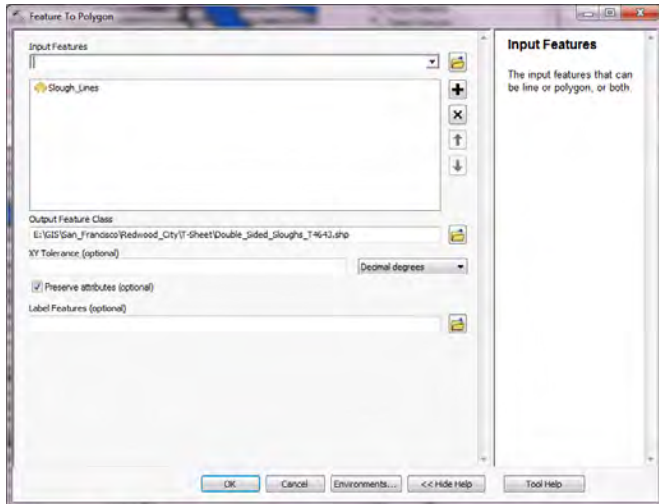 Feature To Polygon
Input Features
Slough_Lines
Output Feature Class
E:\GIS\San_Francisco\Redwood_City\T-Sheet\Double_Sided_Sloughs_T4643.shp
XY Tolerance (optional)
Decimal degrees
Preserve attributes (optional)
Label Features (optional)
OK
Cancel
Environments...
<< Hide Help
Input Features
The input features that can
be line or polygon, or both.
Tool Help